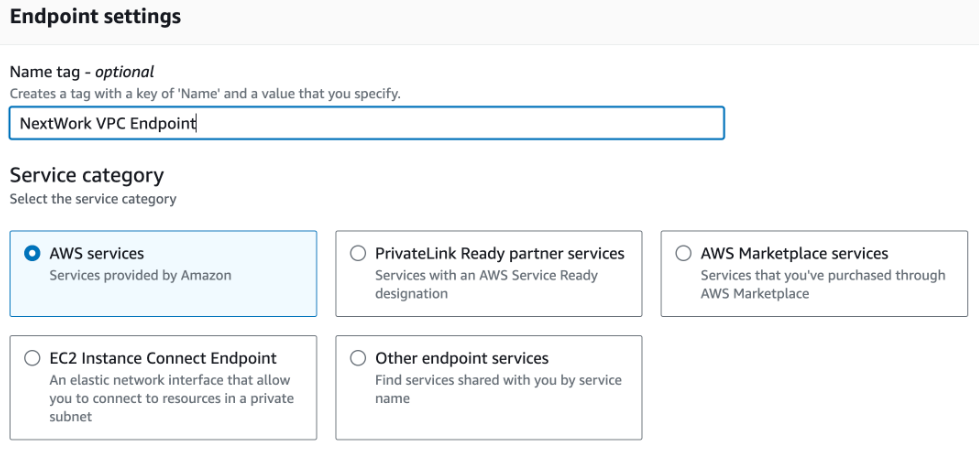 Endpoint settings
Name tag - optional
Creates a tag with a key of 'Name' and a value that you specify.
NextWork VPC Endpoint
Service category
Select the service category
AWS services
Services provided by Amazon
PrivateLink Ready partner services
Services with an AWS Service Ready
designation
AWS Marketplace services
Services that you've purchased through
AWS Marketplace
EC2 Instance Connect Endpoint
An elastic network interface that allow
you to connect to resources in a private
subnet
Other endpoint services
Find services shared with you by service
name